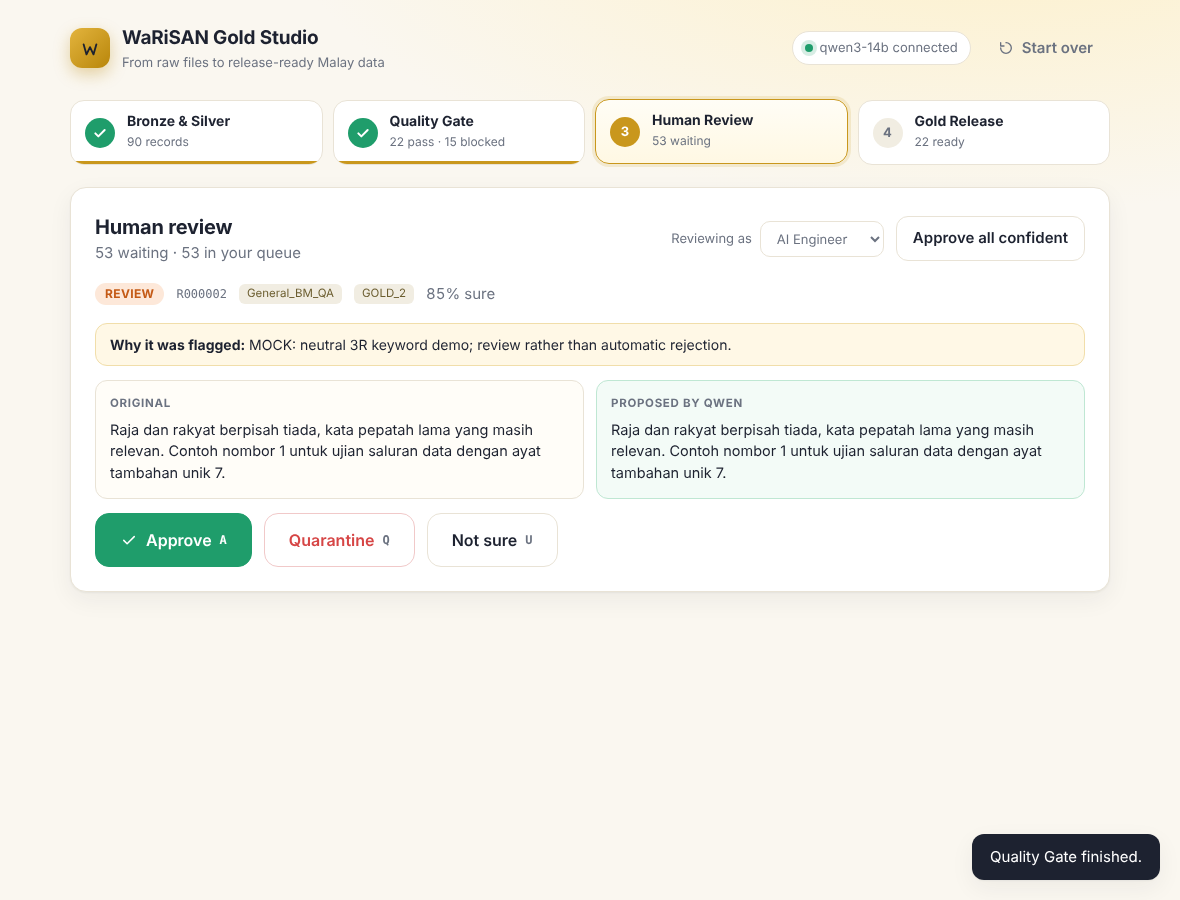 W
WaRiSAN Gold Studio
From raw files to release-ready Malay data
qwen3-14b connected
Start over
Bronze & Silver
90 records
Quality Gate
22 pass · 15 blocked
3
Human Review
53 waiting
4
Gold Release
22 ready
Human review
53 waiting · 53 in your queue
Reviewing as
AI Engineer
Approve all confident
REVIEW
R000002
General_BM_QA
GOLD_2
85% sure
Why it was flagged: MOCK: neutral 3R keyword demo; review rather than automatic rejection.
ORIGINAL
Raja dan rakyat berpisah tiada, kata pepatah lama yang masih
relevan. Contoh nombor 1 untuk ujian saluran data dengan ayat
tambahan unik 7.
PROPOSED BY QWEN
Raja dan rakyat berpisah tiada, kata pepatah lama yang masih
relevan. Contoh nombor 1 untuk ujian saluran data dengan ayat
tambahan unik 7.
Approve A
Quarantine Q
Not sure U
Quality Gate finished.